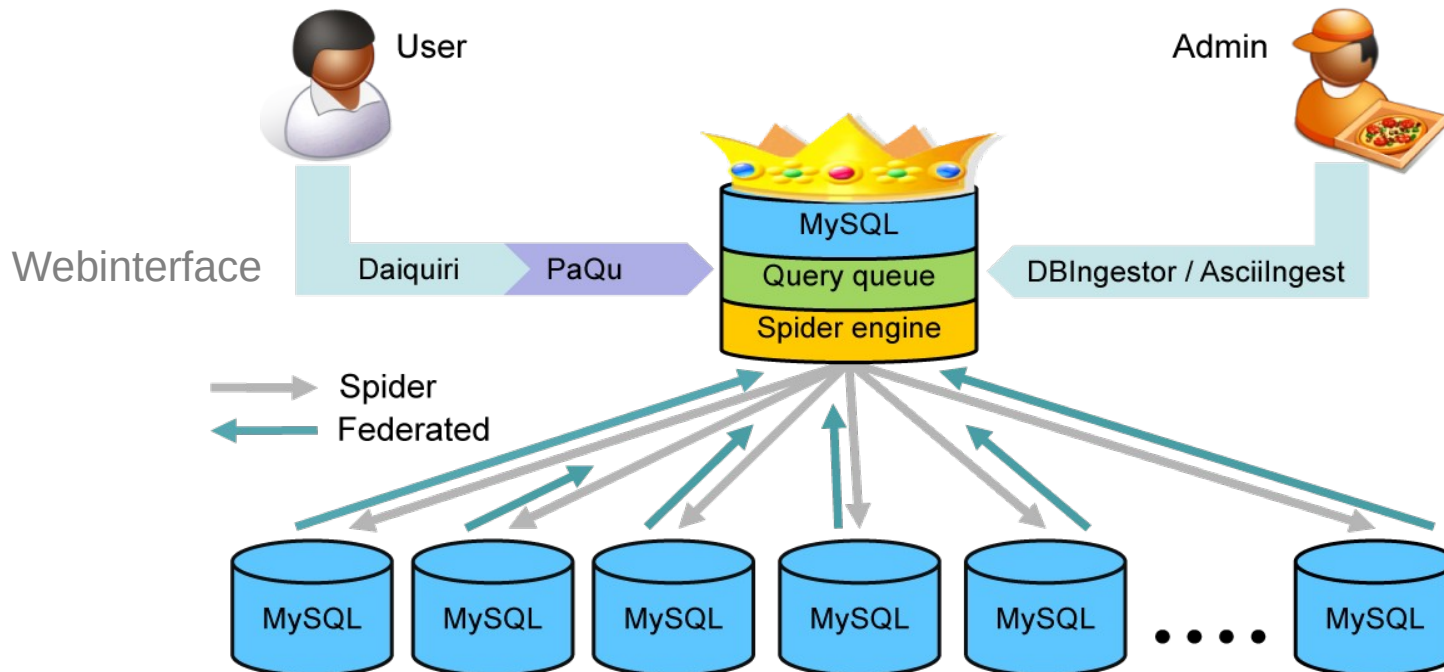 User
Admin
MySQL
Webinterface
Daiquiri
PaQu
Query queue
DBIngestor / AsciiIngest
Spider engine
Spider
Federated
MySQL
MySQL
MySQL
MySQL
MySQL
MySQL